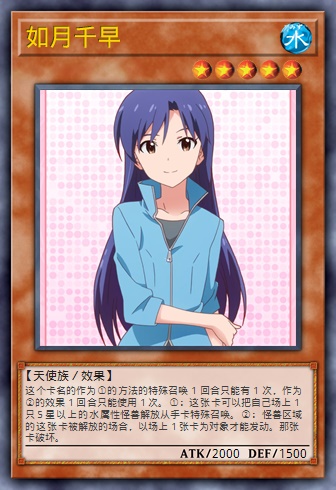 如月千早
水
【天使族／效果】
这个卡名的作为①的方法的特殊召唤1回合只能有1次，作为
②的效果1回合只能使用1次。①：这张卡可以把自己场上1
只5星以上的水属性怪兽解放从手卡特殊召唤。②：怪兽区域
的这张卡被解放的场合，以场上1张卡为对象才能发动。那张
卡破坏。
ATK/2000 DEF/1500